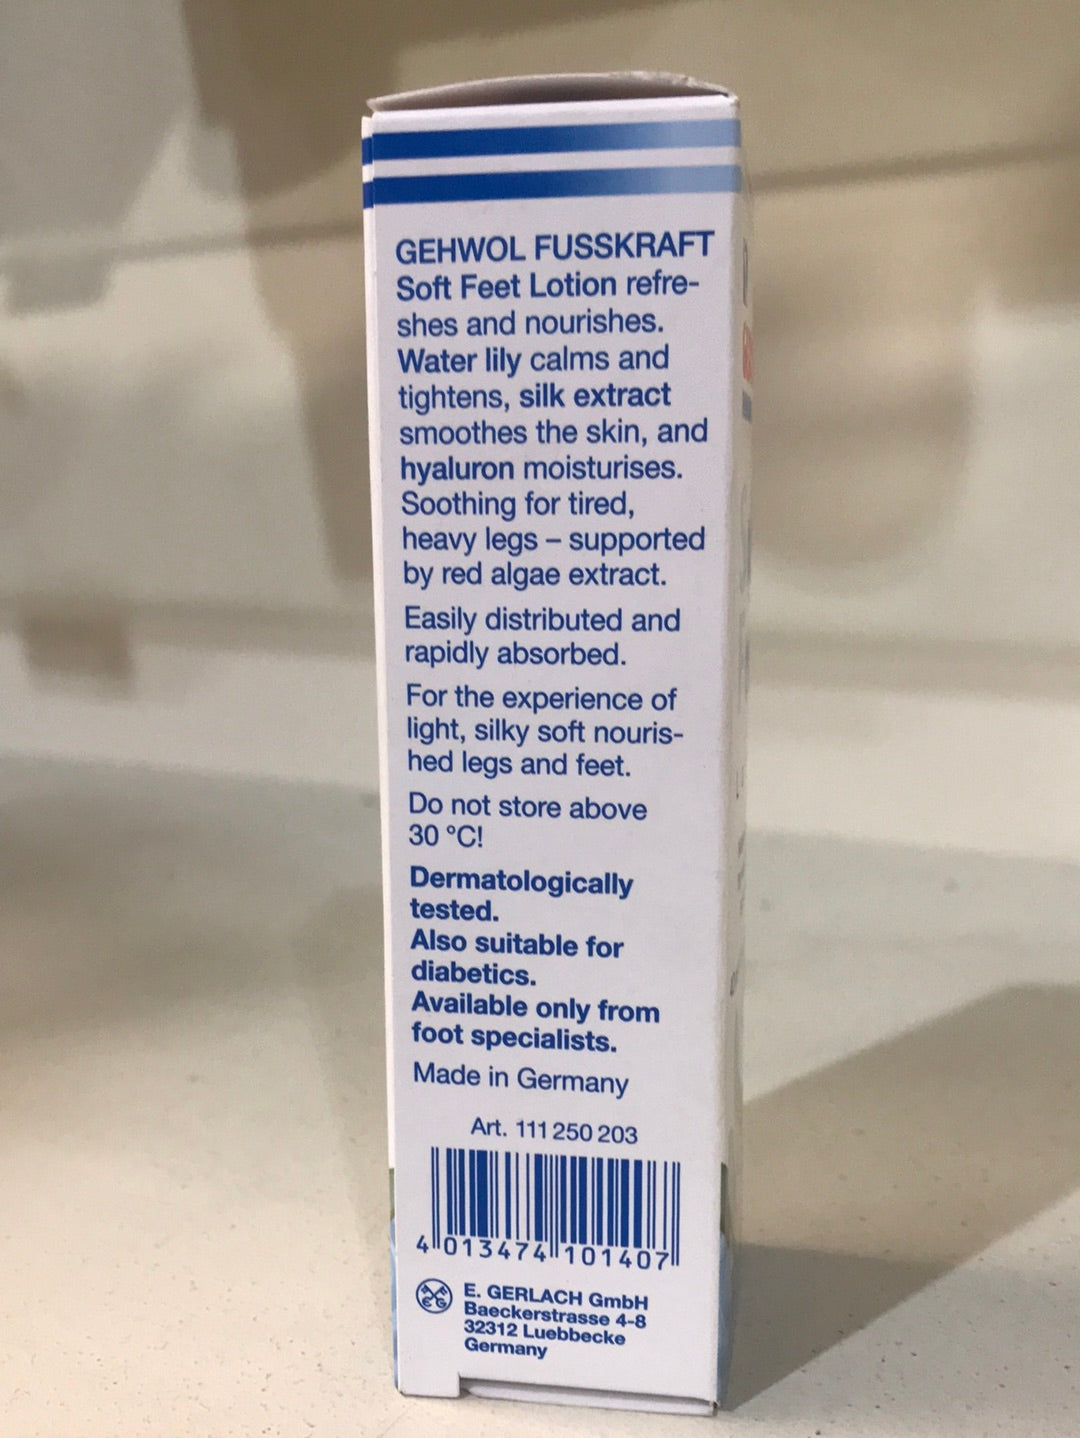 GEHWOL FUSSKRAFT
Soft Feet Lotion refre-
shes and nourishes.
Water lily calms and
tightens, silk extract
smoothes the skin, and
hyaluron moisturises.
Soothing for tired,
heavy legs – supported
by red algae extract.
Easily distributed and
rapidly absorbed.
For the experience of
light, silky soft nouris-
hed legs and feet.
Do not store above
30 °C!
Dermatologically
tested.
Also suitable for
diabetics.
Available only from
foot specialists.
Made in Germany
Art. 111 250 203
4 013474 101407
EG
E. GERLACH GmbH
Baeckerstrasse 4-8
32312 Luebbecke
Germany